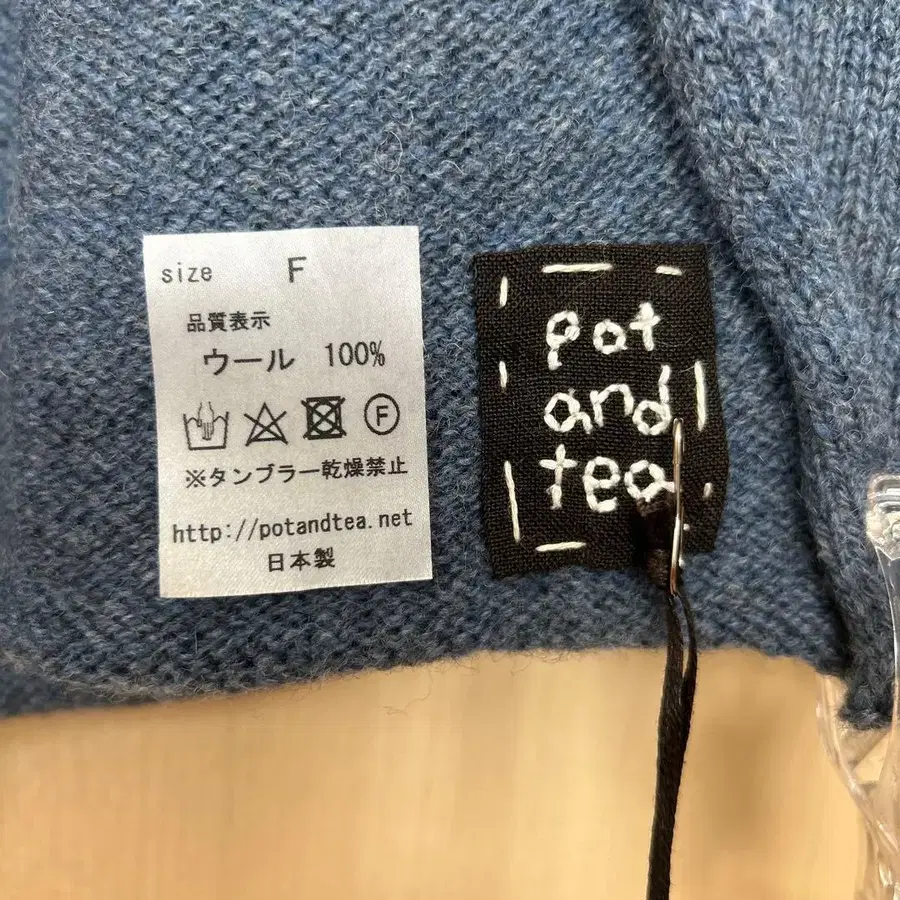 size F
品質表示
ウール 100%
F
※タンブラー乾燥禁止
http://potandtea.net
日本製
pot
and
tea